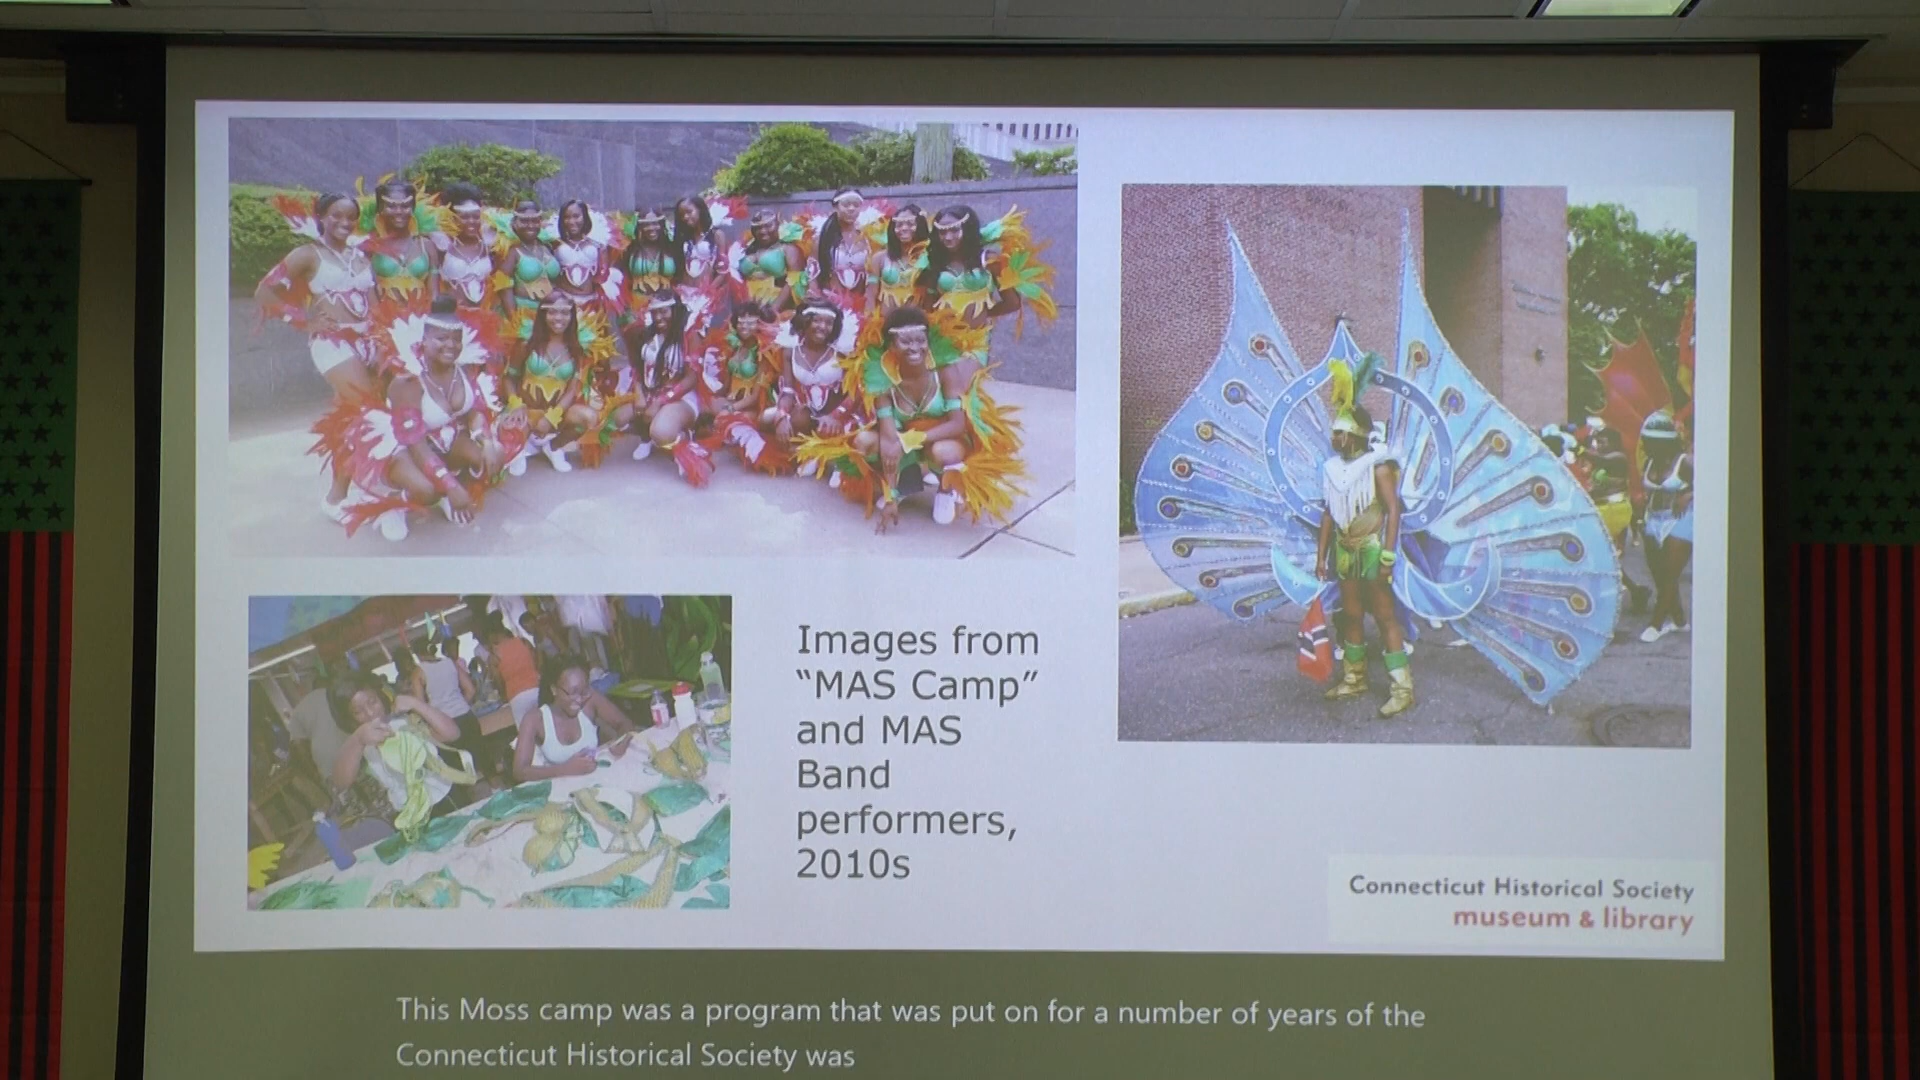 Images from
“MAS Camp”
and MAS
Band
performers,
2010s
Connecticut Historical Society
museum & library
This Moss camp was a program that was put on for a number of years of the
Connecticut Historical Society was